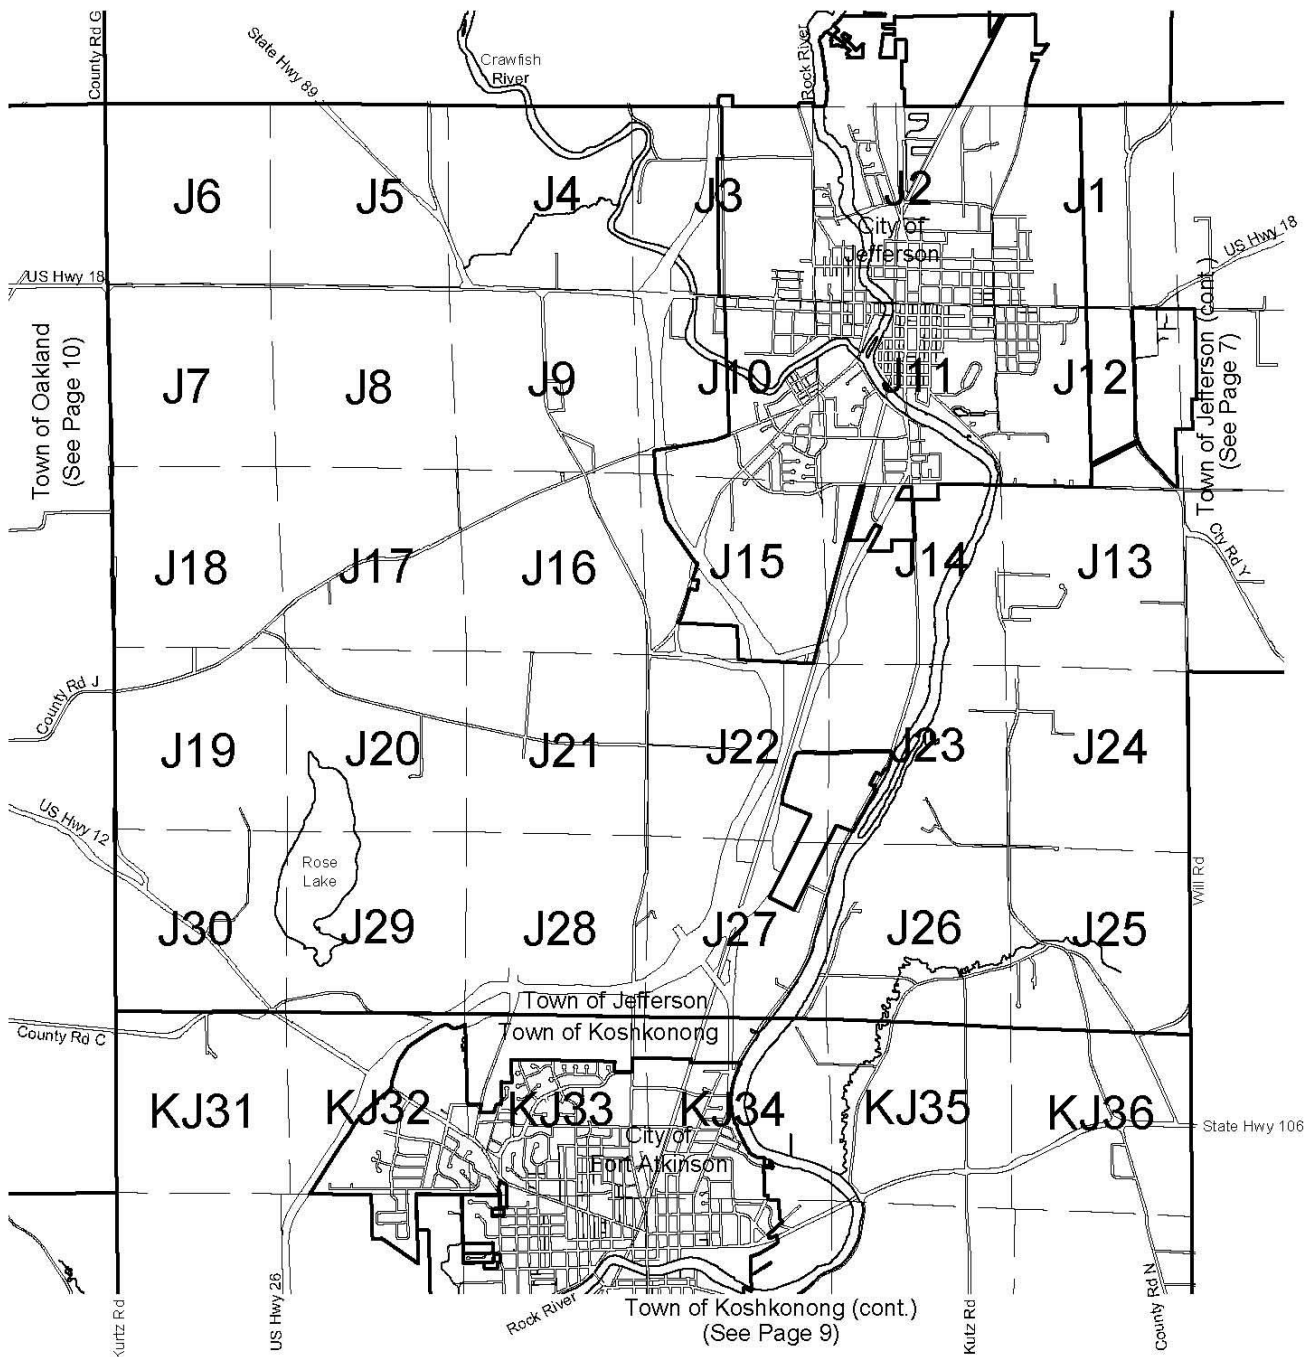 County Rd G
State Hwy 89
Crawfish
River
Rock River
J6
J5
J4
J3
J2
J1
City of
Jefferson
US Hwy 18
US Hwy 18
Town of Oakland
(See Page 10)
Town of Jefferson (cont.)
(See Page 7)
J7
J8
J9
J10
J11
J12
J18
J17
J16
J15
J14
J13
Cty Rd Y
County Rd J
J19
J20
J21
J22
J23
J24
US Hwy 12
Rose
Lake
Will Rd
J30
J29
J28
J27
J26
J25
Town of Jefferson
Town of Koshkonong
County Rd C
KJ31
KJ32
KJ33
KJ34
KJ35
KJ36
City of
Fort Atkinson
State Hwy 106
Kurtz Rd
US Hwy 26
Rock River
Town of Koshkonong (cont.)
(See Page 9)
Kutz Rd
County Rd N